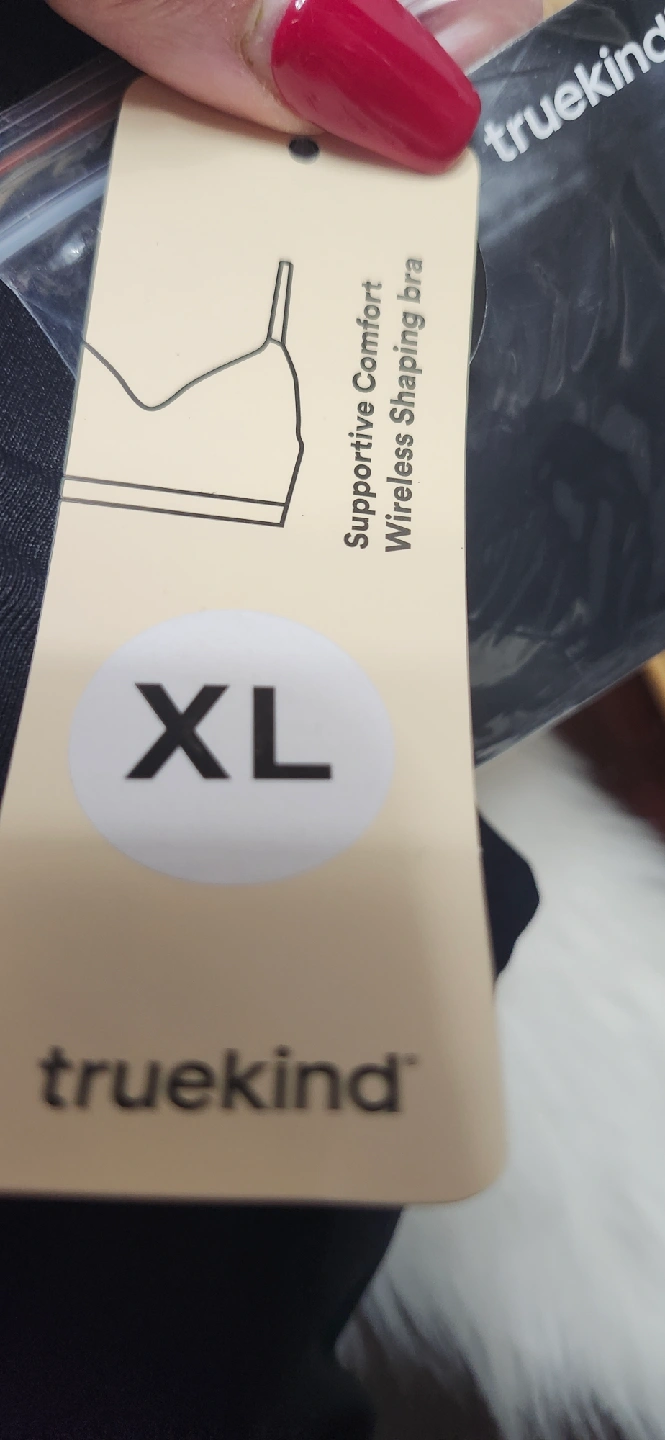 truekind
Supportive Comfort
Wireless Shaping bra
XL
truekind